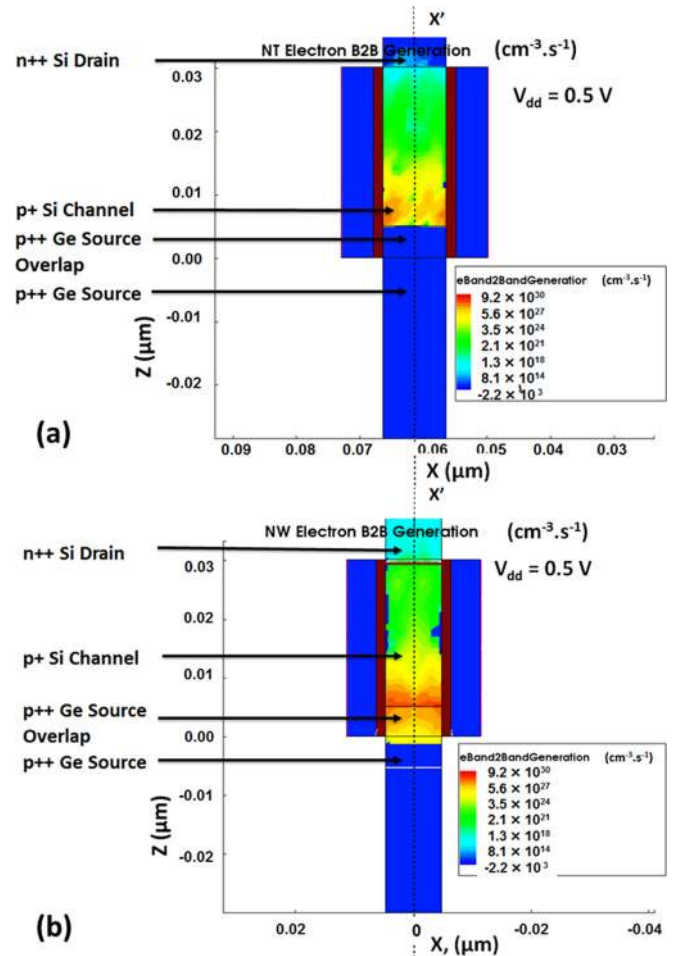 X'
NT Electron B2B Generation (cm⁻³.s⁻¹)
n++ Si Drain
V_dd = 0.5 V
0.03
0.02
0.01
0.00
-0.01
-0.02
Z (μm)
p+ Si Channel
p++ Ge Source
Overlap
p++ Ge Source
eBand2BandGeneration (cm⁻³.s⁻¹)
9.2 × 10³⁰
5.6 × 10²⁷
3.5 × 10²⁴
2.1 × 10²¹
1.3 × 10¹⁸
8.1 × 10¹⁴
-2.2 × 10³
(a)
0.09 0.08 0.07 0.06 0.05 0.04 0.03
X (μm)
X'
NW Electron B2B Generation (cm⁻³.s⁻¹)
n++ Si Drain
V_dd = 0.5 V
0.03
0.02
0.01
0.00
-0.01
-0.02
Z (μm)
p+ Si Channel
p++ Ge Source
Overlap
p++ Ge Source
eBand2BandGeneration (cm⁻³.s⁻¹)
9.2 × 10³⁰
5.6 × 10²⁷
3.5 × 10²⁴
2.1 × 10²¹
1.3 × 10¹⁸
8.1 × 10¹⁴
-2.2 × 10³
(b)
0.02 0 -0.02 -0.04
X, (μm)